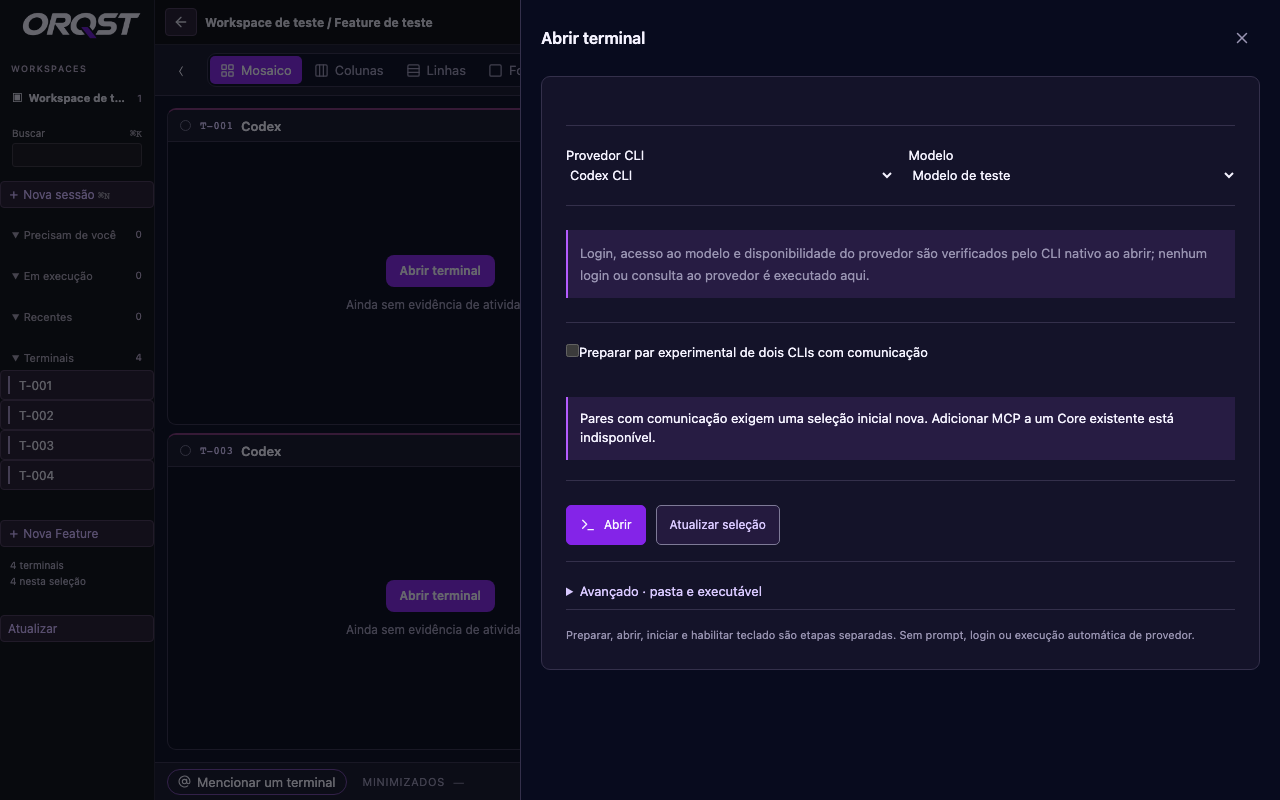 ORQST
WORKSPACES
Workspace de t... 1
Buscar ⌘K
+ Nova sessão ⌘N
Precisam de você 0
Em execução 0
Recentes 0
Terminais 4
T-001
T-002
T-003
T-004
+ Nova Feature
4 terminais
4 nesta seleção
Atualizar
Workspace de teste / Feature de teste
Mosaico Colunas Linhas Fo
T-001 Codex
Abrir terminal
Ainda sem evidência de ativida
T-003 Codex
Abrir terminal
Ainda sem evidência de ativida
@ Mencionar um terminal MINIMIZADOS —
Abrir terminal
Provedor CLI Modelo
Codex CLI Modelo de teste
Login, acesso ao modelo e disponibilidade do provedor são verificados pelo CLI nativo ao abrir; nenhum
login ou consulta ao provedor é executado aqui.
Preparar par experimental de dois CLIs com comunicação
Pares com comunicação exigem uma seleção inicial nova. Adicionar MCP a um Core existente está
indisponível.
Abrir Atualizar seleção
Avançado · pasta e executável
Preparar, abrir, iniciar e habilitar teclado são etapas separadas. Sem prompt, login ou execução automática de provedor.